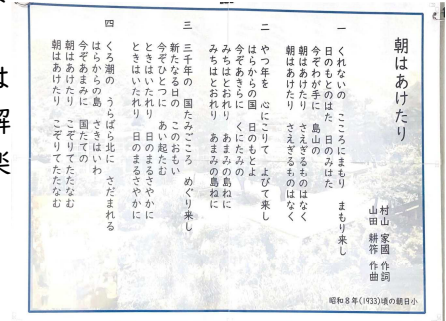 朝はあけたり
村山 家國 作詞
山田 耕筰 作曲
一 くれないの こころにまもり まもり来し
日のもとのはた 日のみはた
今ぞわが手に 島山の
朝はあけたり さえぎるものはなく
朝はあけたり さえぎるものはなく
二 やつ年を 心にこりて よびて来し
はらからの国 日のもとよ
今ぞあきらに くにたみの
みちはとおれり あまみの島ねに
みちはとおれり あまみの島ねに
三 三千年の 国たみごころ めぐり来し
新たなる日の このおもい
今ぞひとつに あい起たむ
ときはいたれり 日のまるさやかに
ときはいたれり 日のまるさやかに
四 くろ潮の うらばら北に さだまれる
はらからの島 さきはいわ
今ぞあまみに 国たての
朝はあけたり こぞりてたたなむ
朝はあけたり こぞりてたたなむ
昭和8年(1933)頃の朝日小
は
解
楽